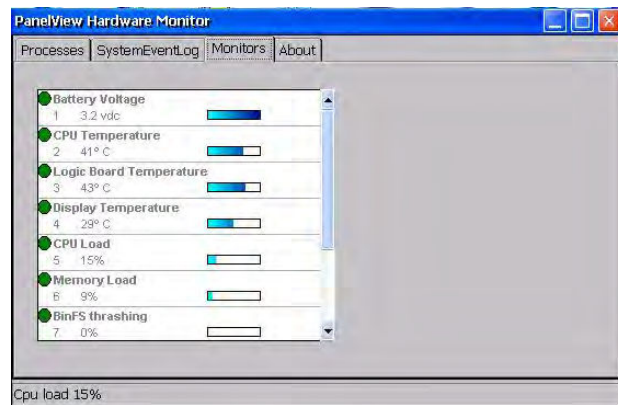 PanelView Hardware Monitor
Processes SystemEventLog Monitors About
Battery Voltage
1 3.2 vdc
CPU Temperature
2 41° C
Logic Board Temperature
3 43° C
Display Temperature
4 29° C
CPU Load
5 15%
Memory Load
6 9%
BinFS thrashing
7 0%
Cpu load 15%